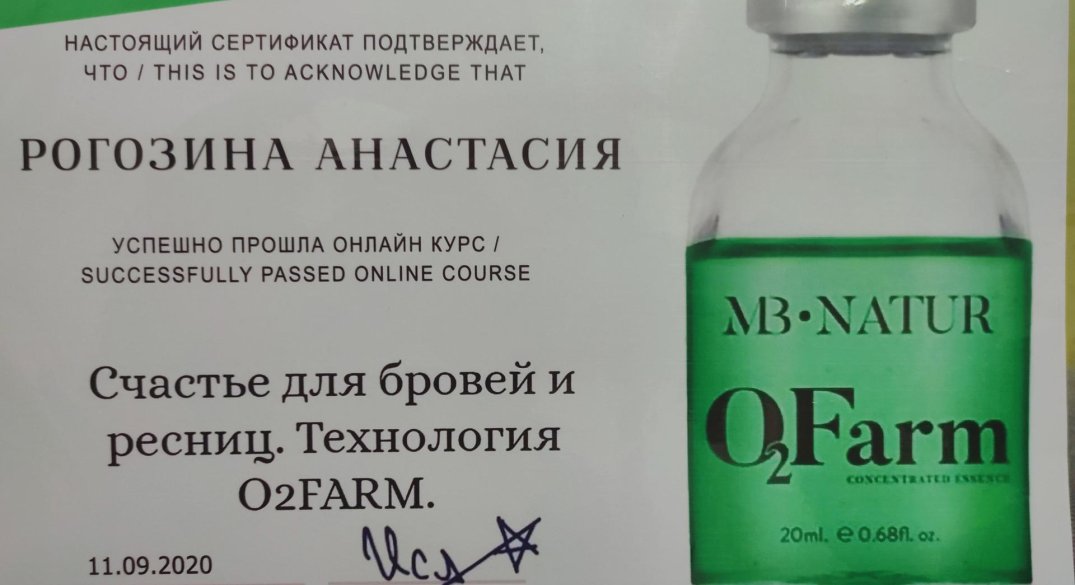 НАСТОЯЩИЙ СЕРТИФИКАТ ПОДТВЕРЖДАЕТ,
ЧТО / THIS IS TO ACKNOWLEDGE THAT
РОГОЗИНА АНАСТАСИЯ
УСПЕШНО ПРОШЛА ОНЛАЙН КУРС /
SUCCESSFULLY PASSED ONLINE COURSE
Счастье для бровей и
ресниц. Технология
O2FARM.
11.09.2020
MB•NATUR
O2Farm
CONCENTRATED ESSENCE
20ml. e 0.68fl. oz.